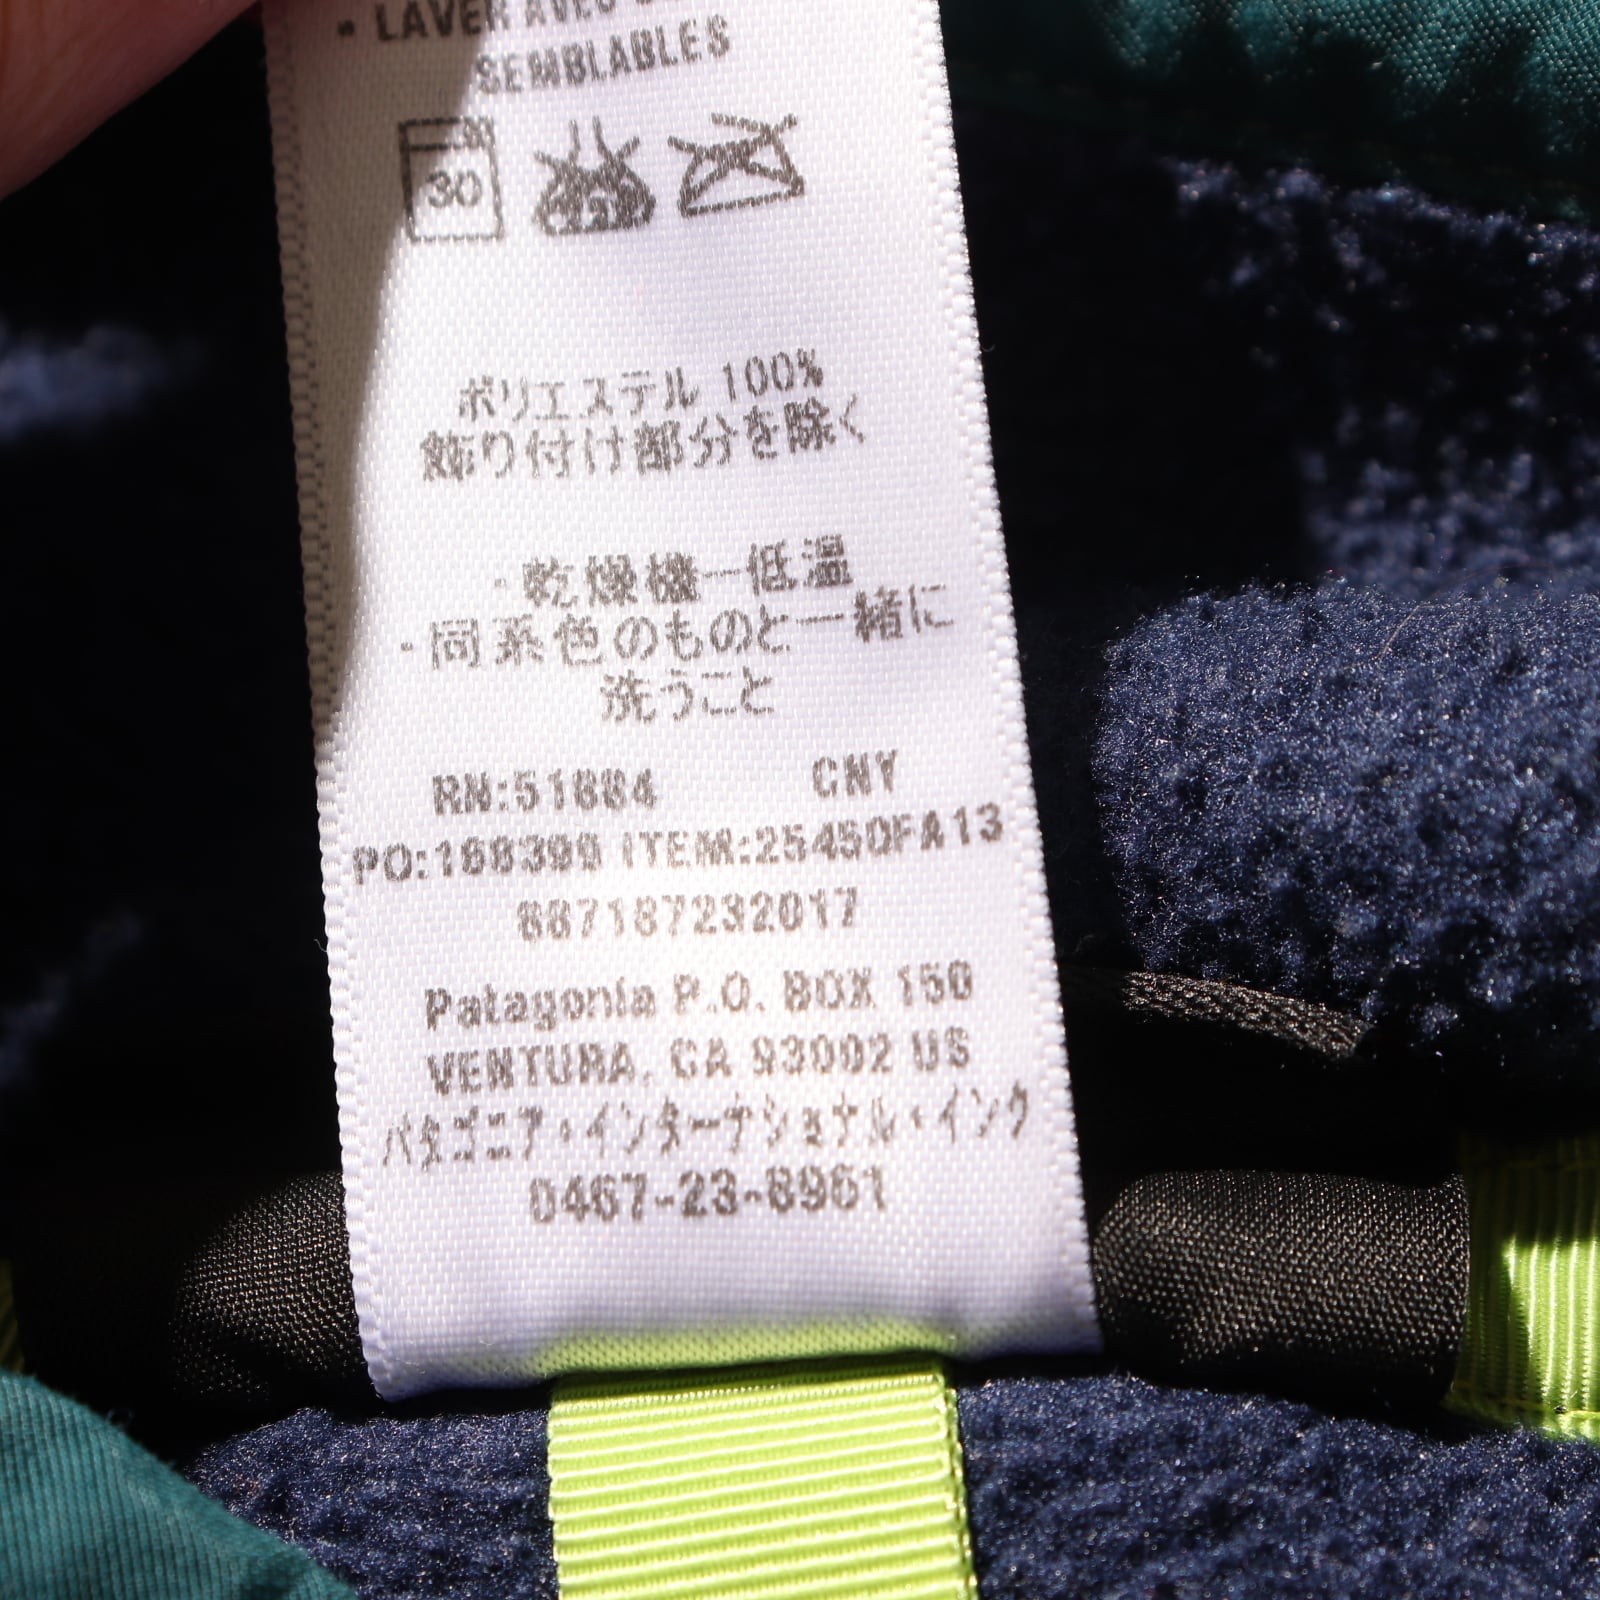 • LAVER AVEC
SEMBLABLES
30
ポリエステル 100%
飾り付け部分を除く
・乾燥機—低温
・同系色のものと一緒に
洗うこと
RN:51884 CNY
ITEM:25450FA13
887187232017
Patagonia P.O. BOX 150
VENTURA, CA 93002 US
パタゴニア・インターナショナル・インク
0467-23-8961